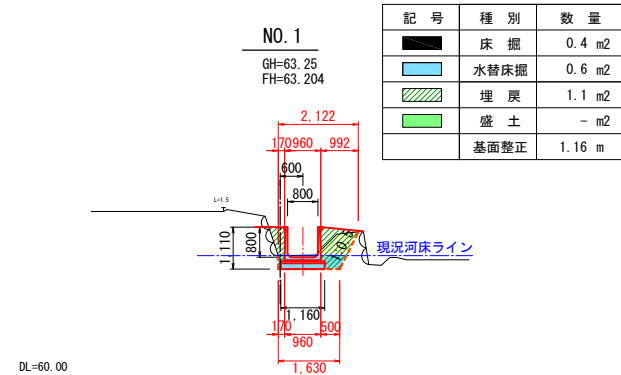 NO.1
GH=63.25
FH=63.204
記 号 種 別 数 量
床 掘 0.4 m2
水替床掘 0.6 m2
埋 戻 1.1 m2
盛 土 - m2
基面整正 1.16 m
2,122
170 960 992
600
800
L=1.5
1,110
800
1:0.5
現況河床ライン
1,160
170 500
960
1,630
DL=60.00